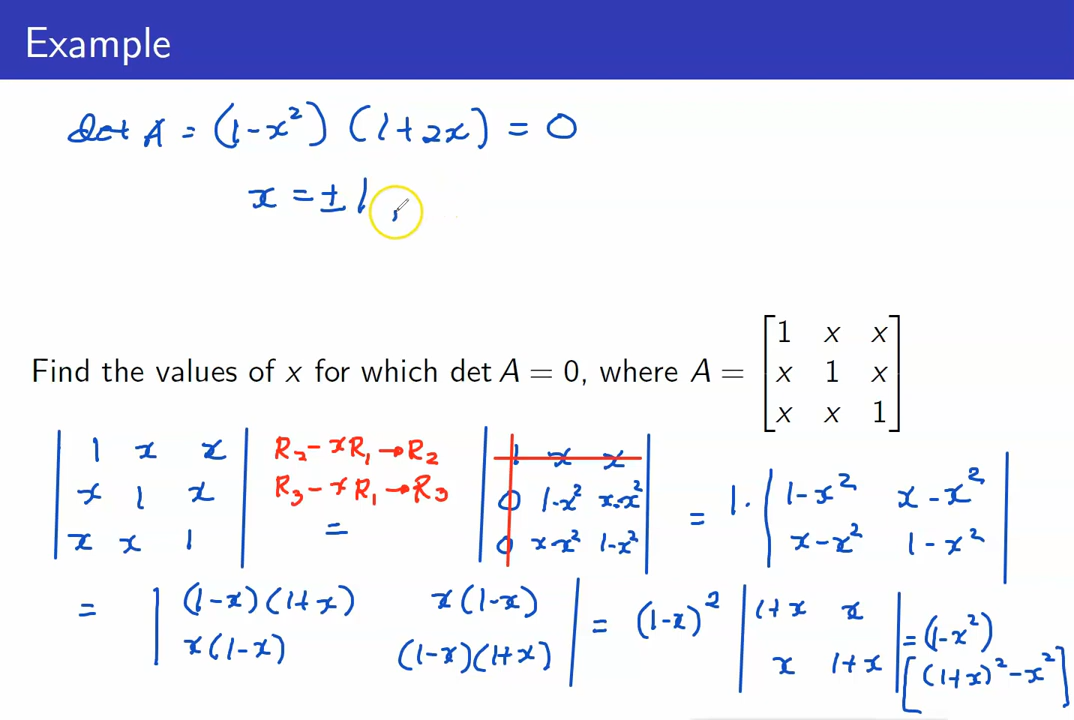 Example
det A = (1-x²) (1+2x) = 0
x = ± 1 ,
Find the values of x for which det A = 0, where A = [1 x x
x 1 x
x x 1]
| 1 x x | R₂ - xR₁ → R₂ | 1 x x |
| x 1 x | R₃ - xR₁ → R₃ | 0 1-x² x-x² | = 1· | 1-x² x-x² |
| x x 1 | = | 0 x-x² 1-x² | | x-x² 1-x² |
= | (1-x)(1+x) x(1-x) | = (1-x)² | 1+x x | = (1-x²)
| x(1-x) (1-x)(1+x) | | x 1+x | [(1+x)² - x²]